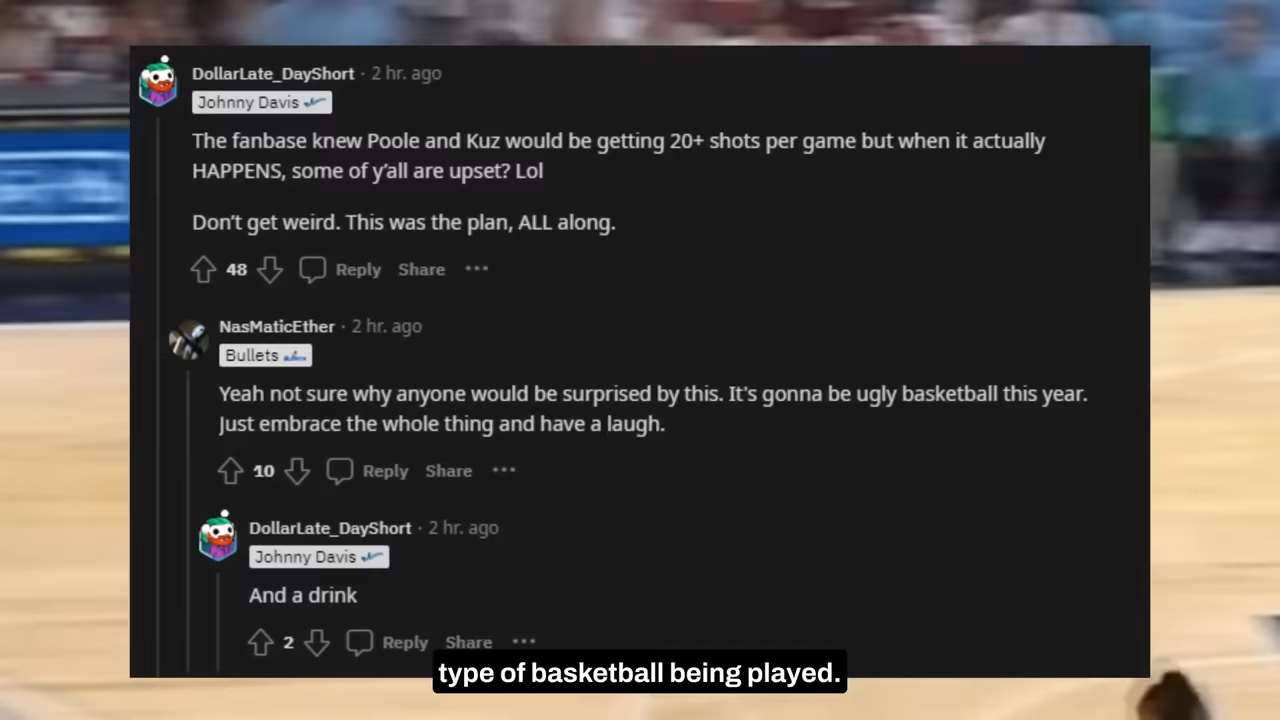 DollarLate_DayShort · 2 hr. ago
Johnny Davis
The fanbase knew Poole and Kuz would be getting 20+ shots per game but when it actually
HAPPENS, some of y’all are upset? Lol
Don’t get weird. This was the plan, ALL along.
48 Reply Share ···
NasMaticEther · 2 hr. ago
Bullets
Yeah not sure why anyone would be surprised by this. It's gonna be ugly basketball this year.
Just embrace the whole thing and have a laugh.
10 Reply Share ···
DollarLate_DayShort · 2 hr. ago
Johnny Davis
And a drink
2 Reply Share ···
type of basketball being played.